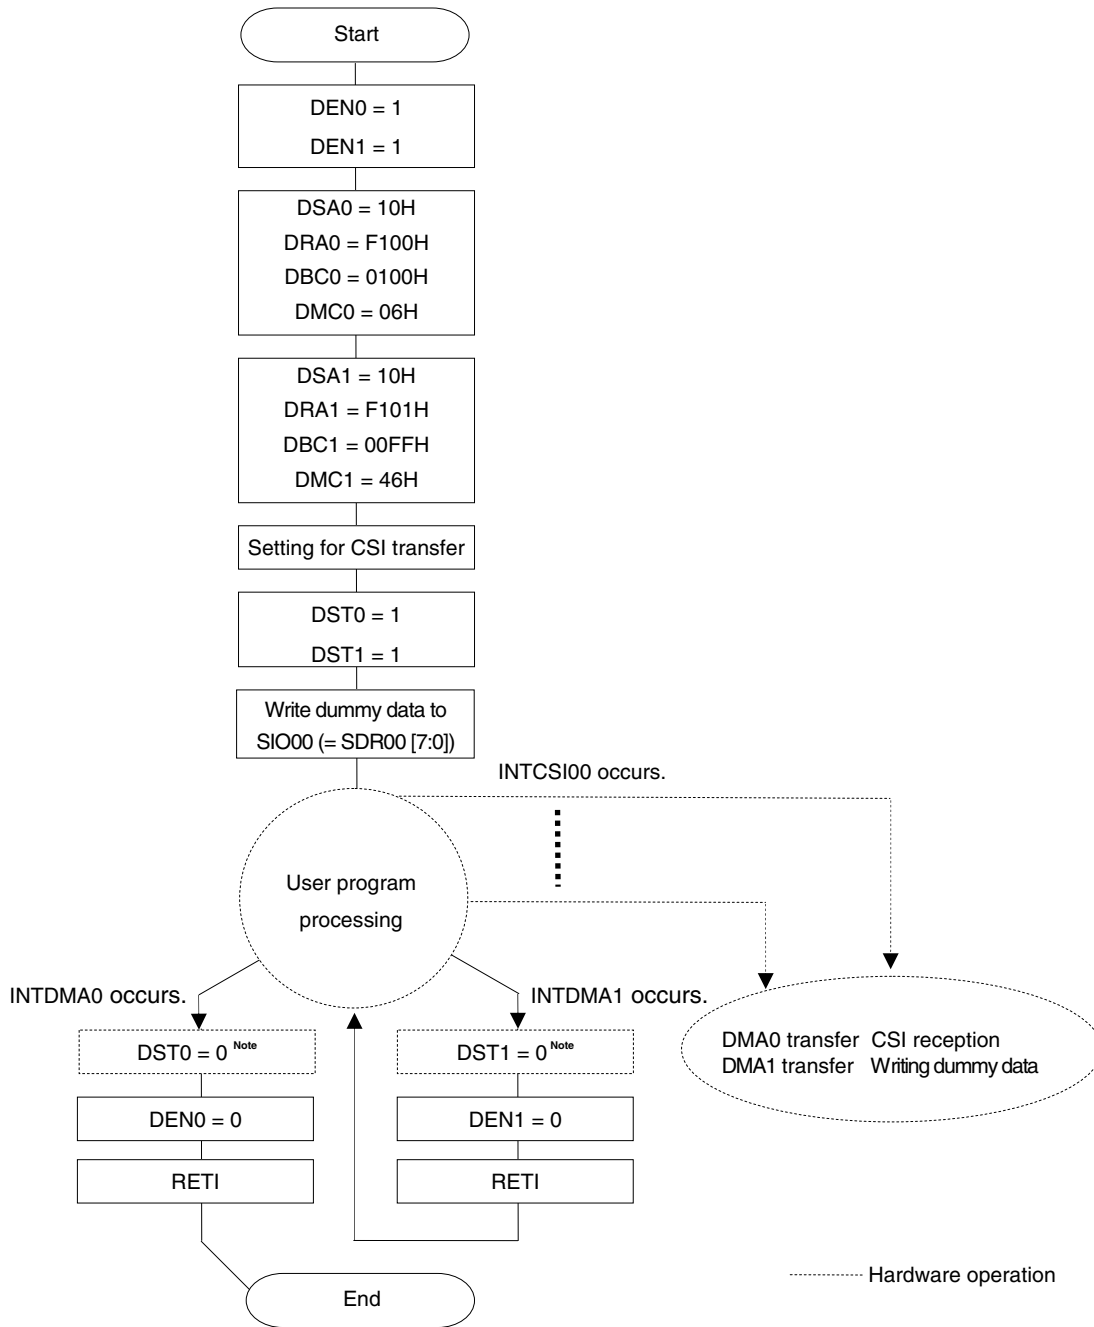 Start
DEN0 = 1
DEN1 = 1
DSA0 = 10H
DRA0 = F100H
DBC0 = 0100H
DMC0 = 06H
DSA1 = 10H
DRA1 = F101H
DBC1 = 00FFH
DMC1 = 46H
Setting for CSI transfer
DST0 = 1
DST1 = 1
Write dummy data to
SIO00 (= SDR00 [7:0])
INTCSI00 occurs.
User program
processing
INTDMA0 occurs.
INTDMA1 occurs.
DST0 = 0 Note
DEN0 = 0
RETI
DST1 = 0 Note
DEN1 = 0
RETI
DMA0 transfer CSI reception
DMA1 transfer Writing dummy data
End
Hardware operation